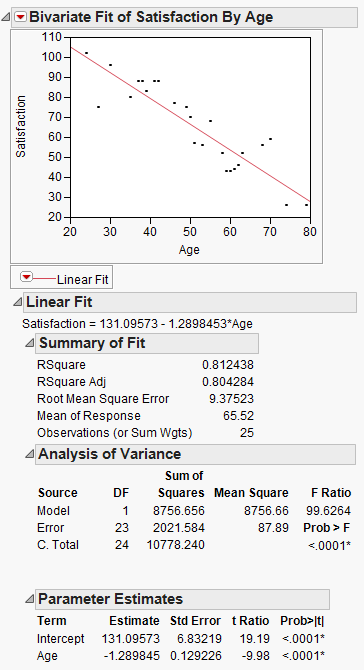 Bivariate Fit of Satisfaction By Age
110
100
90
80
70
60
50
40
30
20
Satisfaction
20 30 40 50 60 70 80
Age
Linear Fit
Linear Fit
Satisfaction = 131.09573 - 1.2898453*Age
Summary of Fit
RSquare 0.812438
RSquare Adj 0.804284
Root Mean Square Error 9.37523
Mean of Response 65.52
Observations (or Sum Wgts) 25
Analysis of Variance
Sum of
Source DF Squares Mean Square F Ratio
Model 1 8756.656 8756.66 99.6264
Error 23 2021.584 87.89 Prob > F
C. Total 24 10778.240 <.0001*
Parameter Estimates
Term Estimate Std Error t Ratio Prob>|t|
Intercept 131.09573 6.83219 19.19 <.0001*
Age -1.289845 0.129226 -9.98 <.0001*